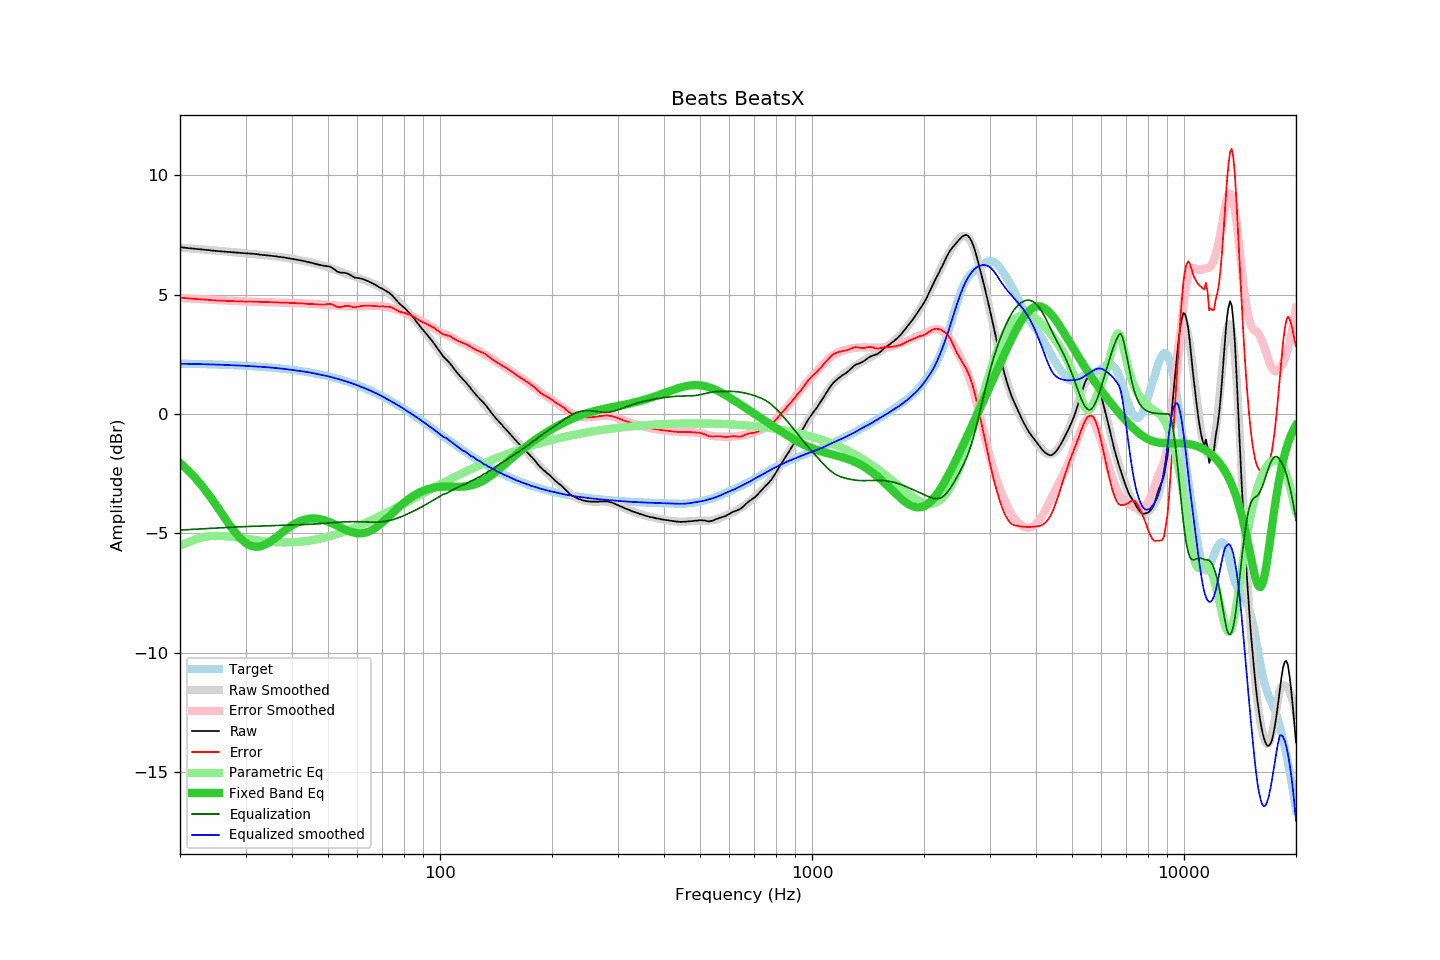 Beats BeatsX
Amplitude (dBr)
10
5
0
−5
−10
−15
Target
Raw Smoothed
Error Smoothed
Raw
Error
Parametric Eq
Fixed Band Eq
Equalization
Equalized smoothed
100
1000
10000
Frequency (Hz)